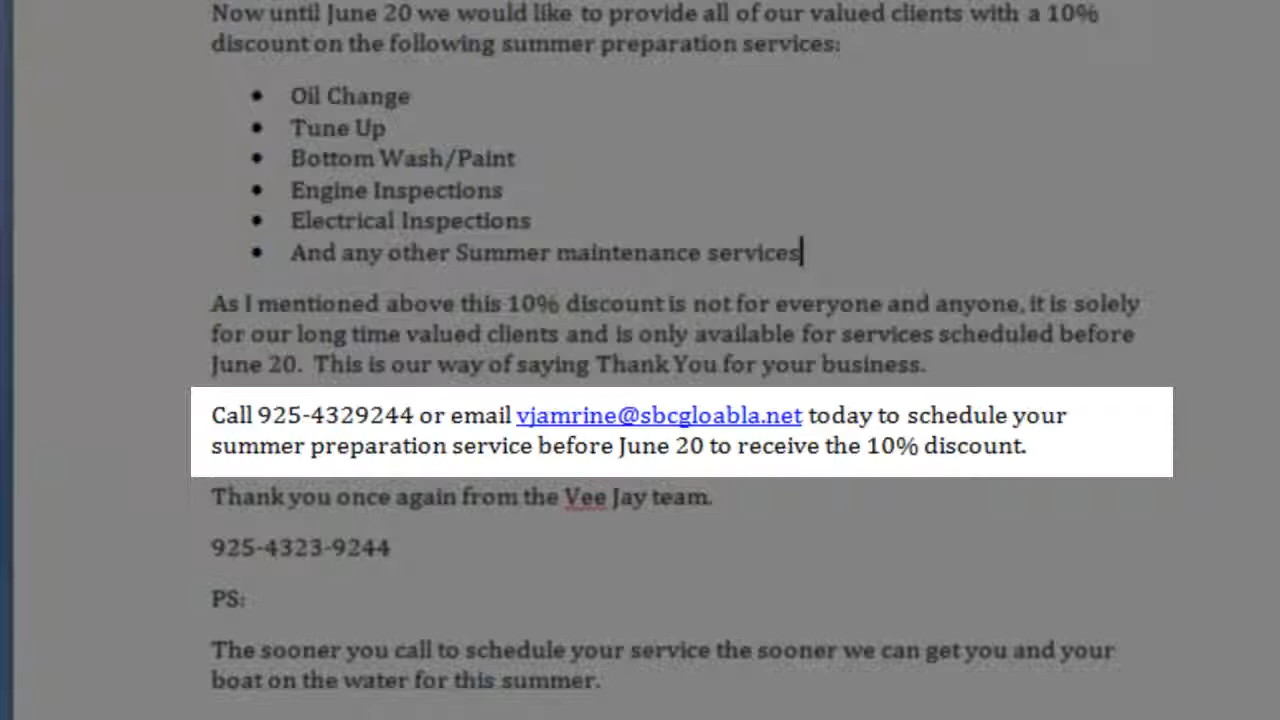 Now until June 20 we would like to provide all of our valued clients with a 10%
discount on the following summer preparation services:
• Oil Change
• Tune Up
• Bottom Wash/Paint
• Engine Inspections
• Electrical Inspections
• And any other Summer maintenance services
As I mentioned above this 10% discount is not for everyone and anyone, it is solely
for our long time valued clients and is only available for services scheduled before
June 20. This is our way of saying Thank You for your business.
Call 925-4329244 or email vjamrine@sbcgloabla.net today to schedule your
summer preparation service before June 20 to receive the 10% discount.
Thank you once again from the Vee Jay team.
925-4323-9244
PS:
The sooner you call to schedule your service the sooner we can get you and your
boat on the water for this summer.